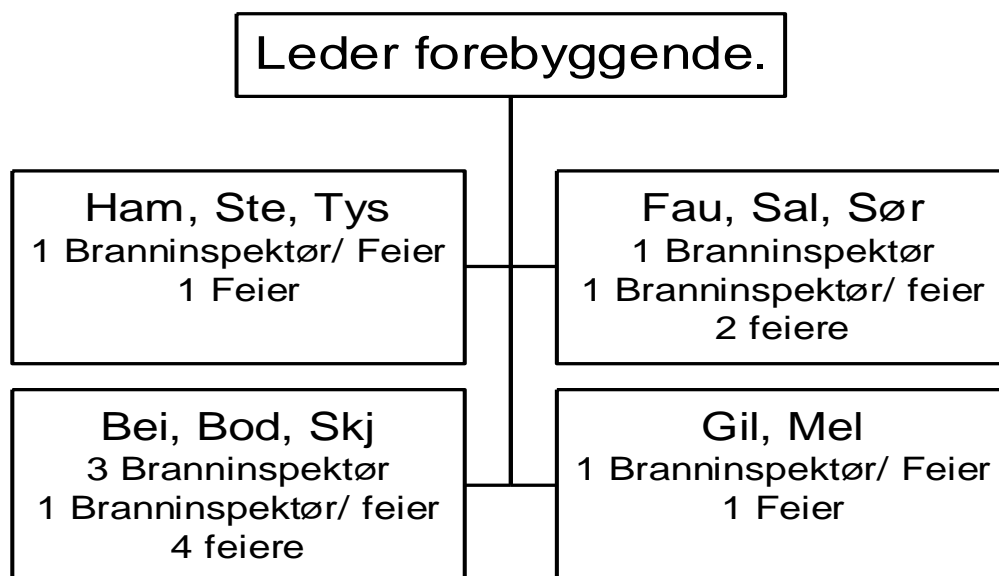 Leder forebyggende.
Ham, Ste, Tys
1 Branninspektør/ Feier
1 Feier
Fau, Sal, Sør
1 Branninspektør
1 Branninspektør/ feier
2 feiere
Bei, Bod, Skj
3 Branninspektør
1 Branninspektør/ feier
4 feiere
Gil, Mel
1 Branninspektør/ Feier
1 Feier